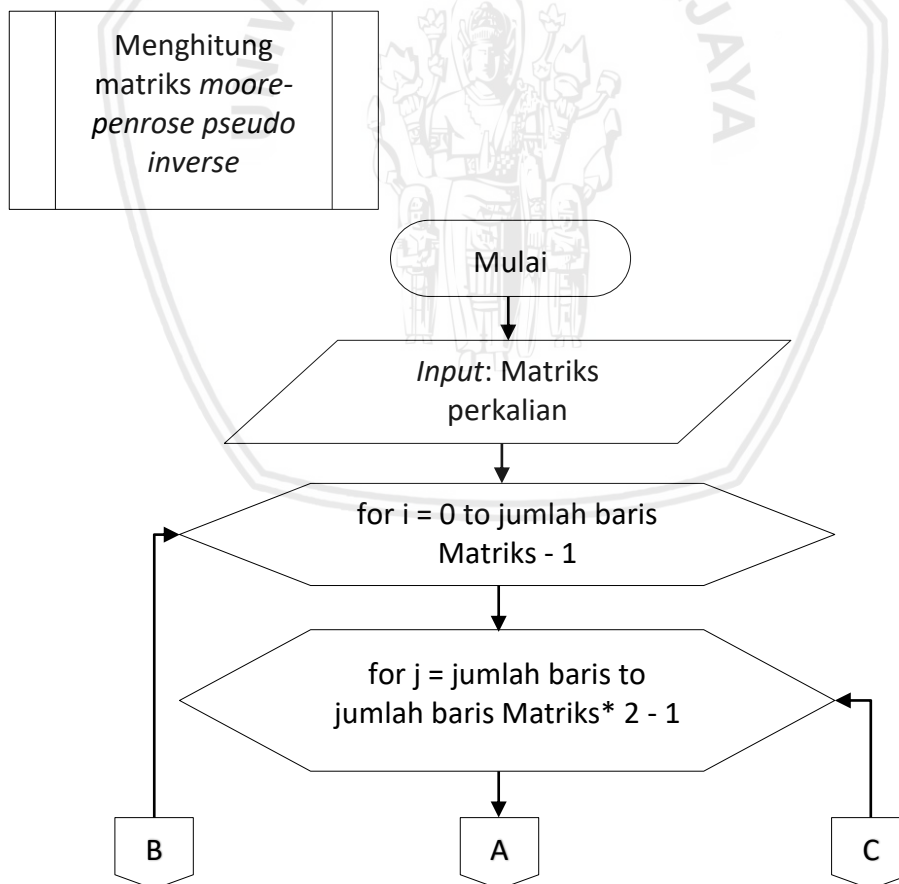 Menghitung
matriks moore-
penrose pseudo
inverse
Mulai
Input: Matriks
perkalian
for i = 0 to jumlah baris
Matriks - 1
for j = jumlah baris to
jumlah baris Matriks* 2 - 1
B
A
C